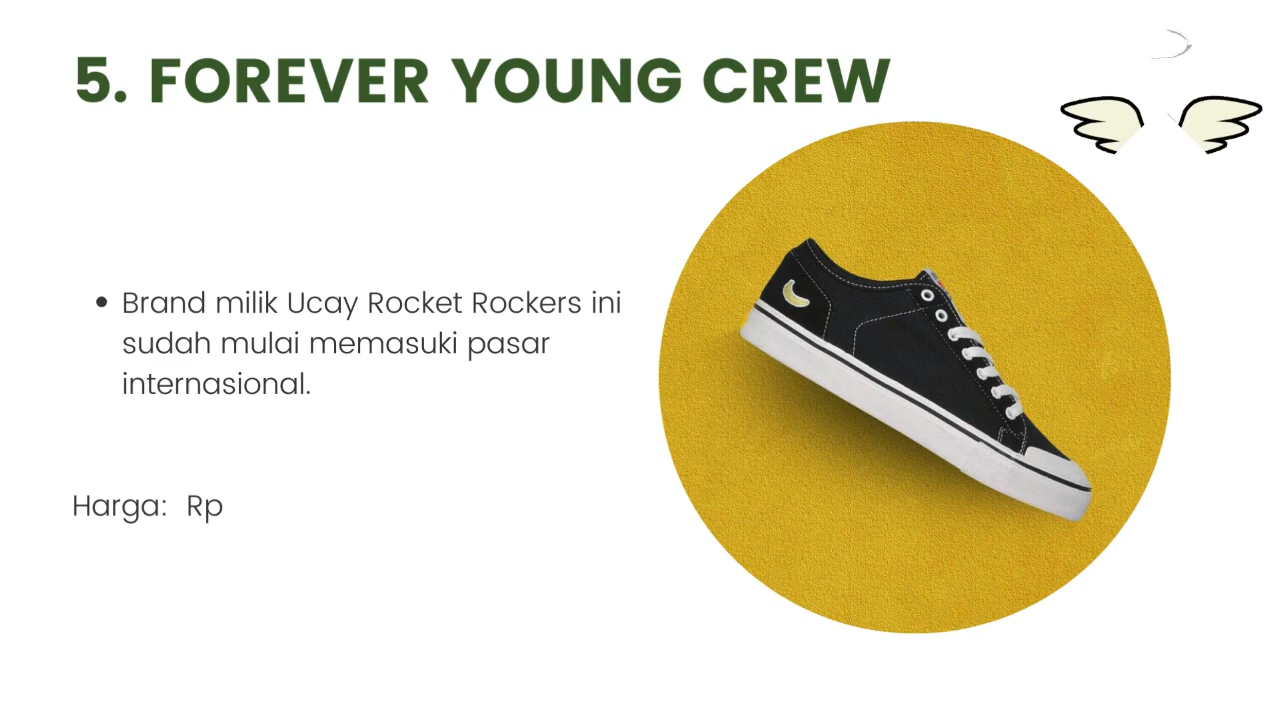 5. FOREVER YOUNG CREW
• Brand milik Ucay Rocket Rockers ini
sudah mulai memasuki pasar
internasional.
Harga: Rp